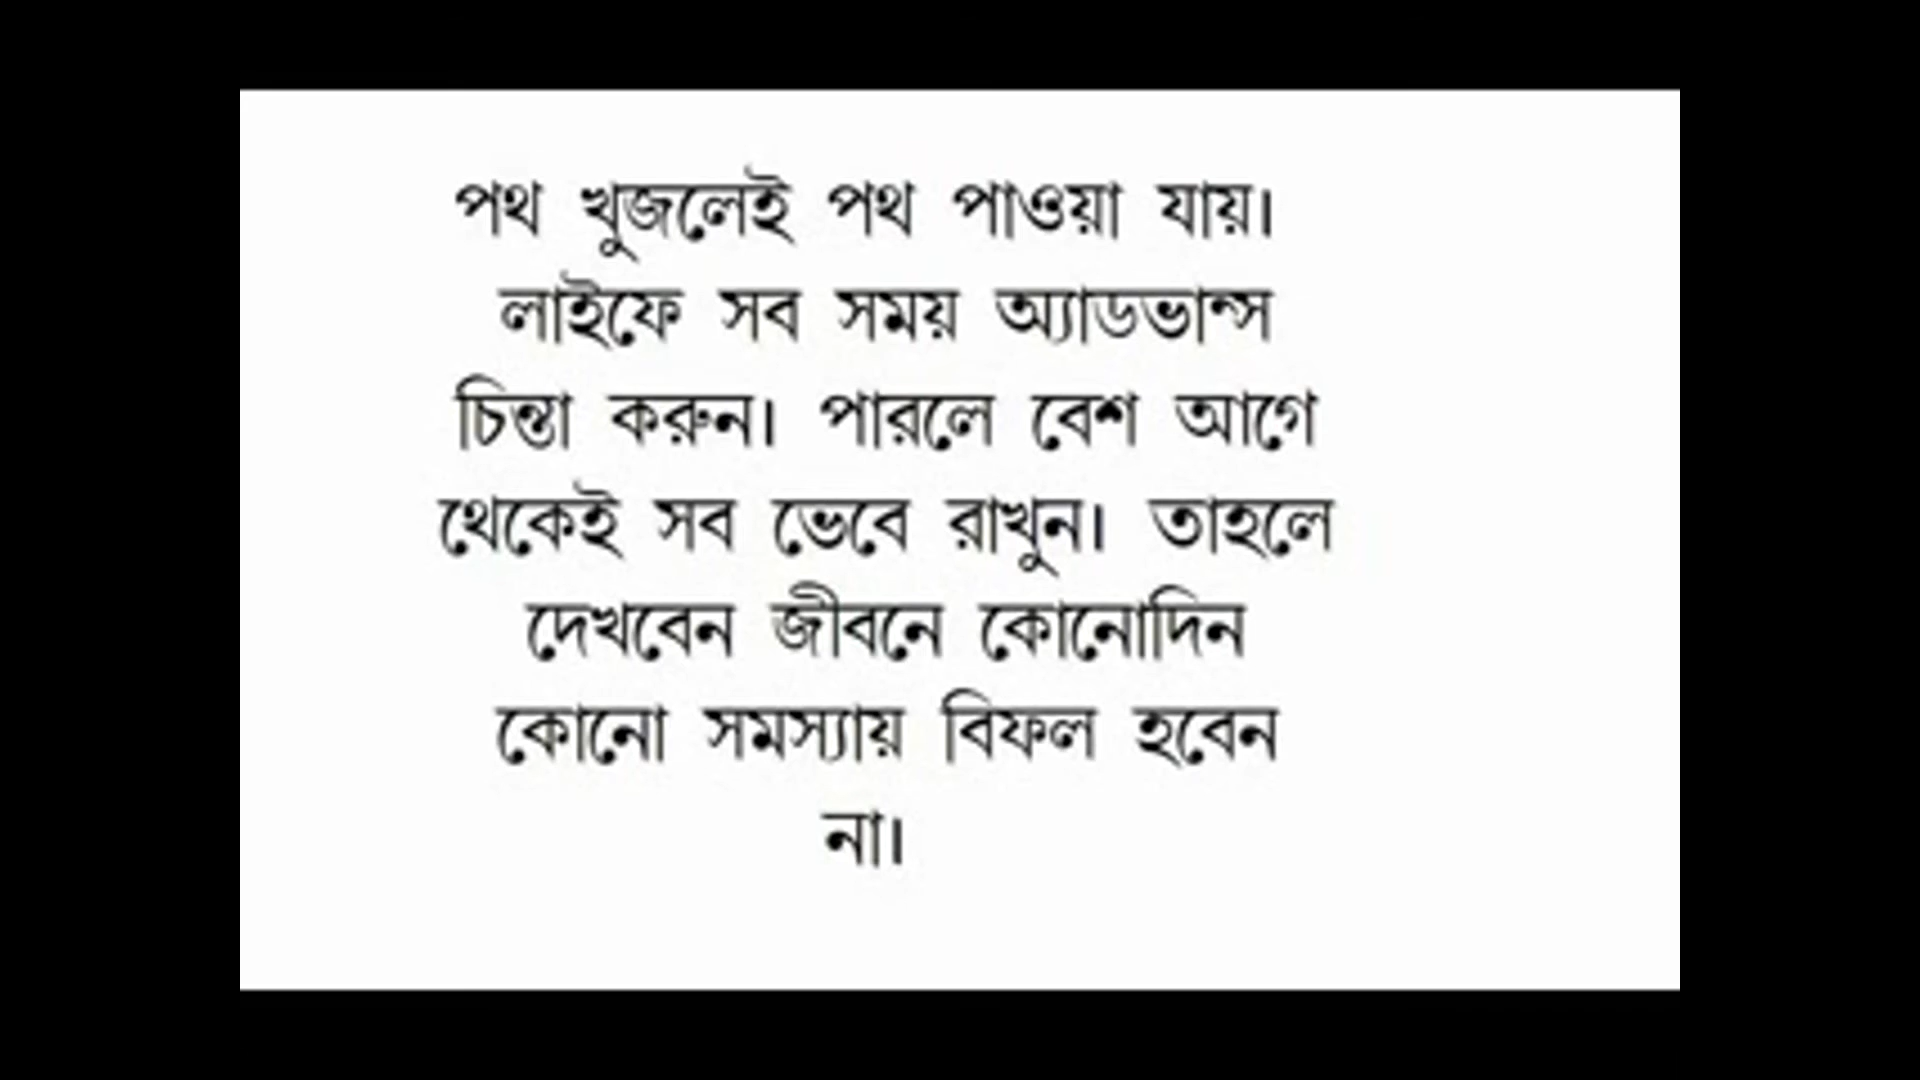 পথ খুজলেই পথ পাওয়া যায়।
লাইফে সব সময় অ্যাডভান্স
চিন্তা করুন। পারলে বেশ আগে
থেকেই সব ভেবে রাখুন। তাহলে
দেখবেন জীবনে কোনোদিন
কোনো সমস্যায় বিফল হবেন
না।